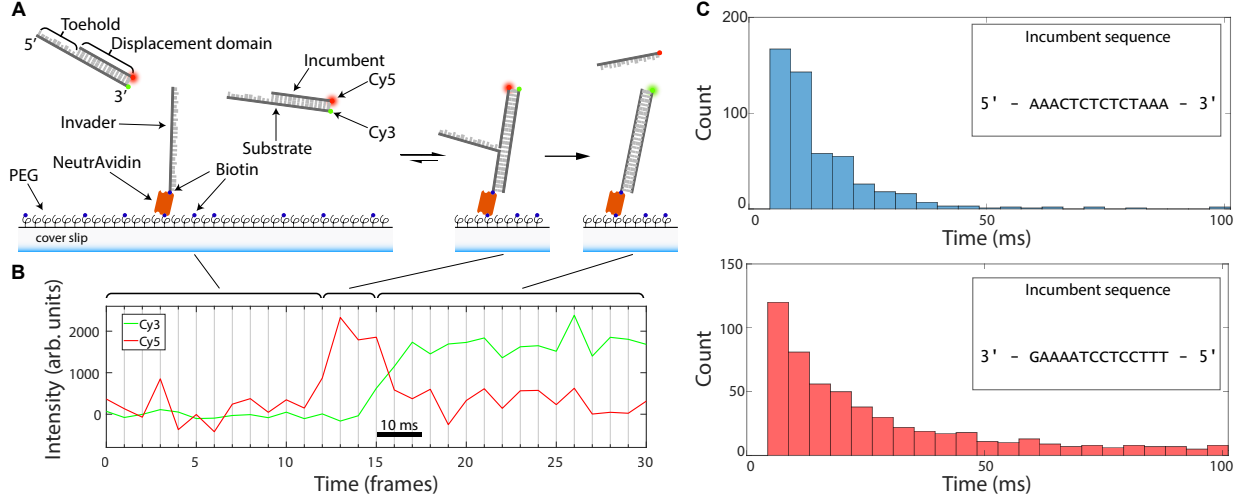 A
Toehold
5'
Displacement domain
3'
Incumbent
Cy5
Cy3
Substrate
Invader
NeutrAvidin
Biotin
PEG
cover slip
B
Intensity (arb. units)
2000
1000
0
Cy3
Cy5
10 ms
0 5 10 15 20 25 30
Time (frames)
C
Count
200
100
0
Incumbent sequence
5' - AAACTCTCTCTAAA - 3'
0 50 100
Time (ms)
Count
150
100
50
0
Incumbent sequence
3' - GAAAATCCTCCTTT - 5'
50 100
Time (ms)